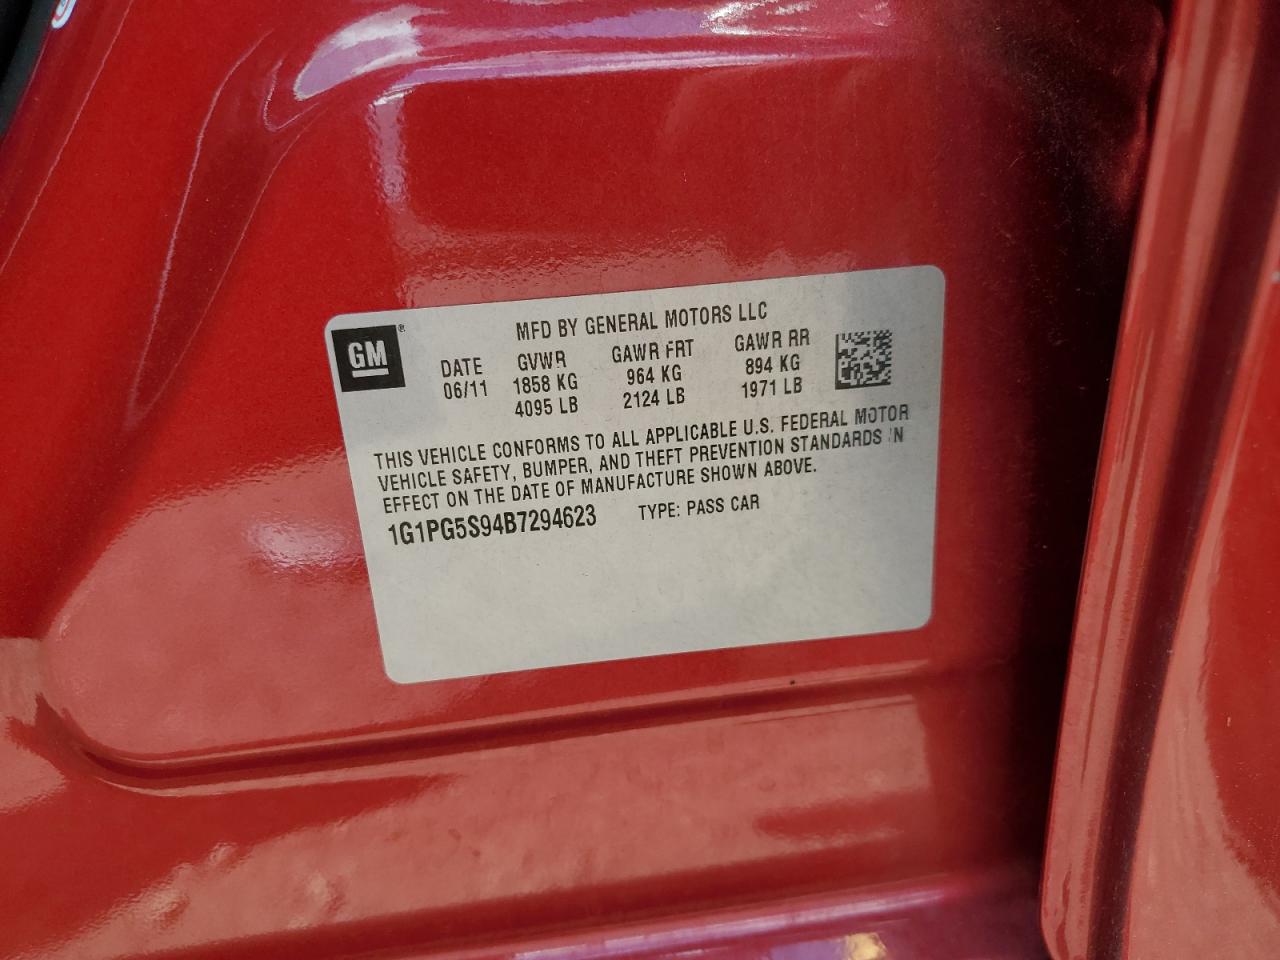 GM
®
MFD BY GENERAL MOTORS LLC
DATE GVWR GAWR FRT GAWR RR
06/11 1858 KG 964 KG 894 KG
4095 LB 2124 LB 1971 LB
THIS VEHICLE CONFORMS TO ALL APPLICABLE U.S. FEDERAL MOTOR
VEHICLE SAFETY, BUMPER, AND THEFT PREVENTION STANDARDS IN
EFFECT ON THE DATE OF MANUFACTURE SHOWN ABOVE.
1G1PG5S94B7294623 TYPE: PASS CAR